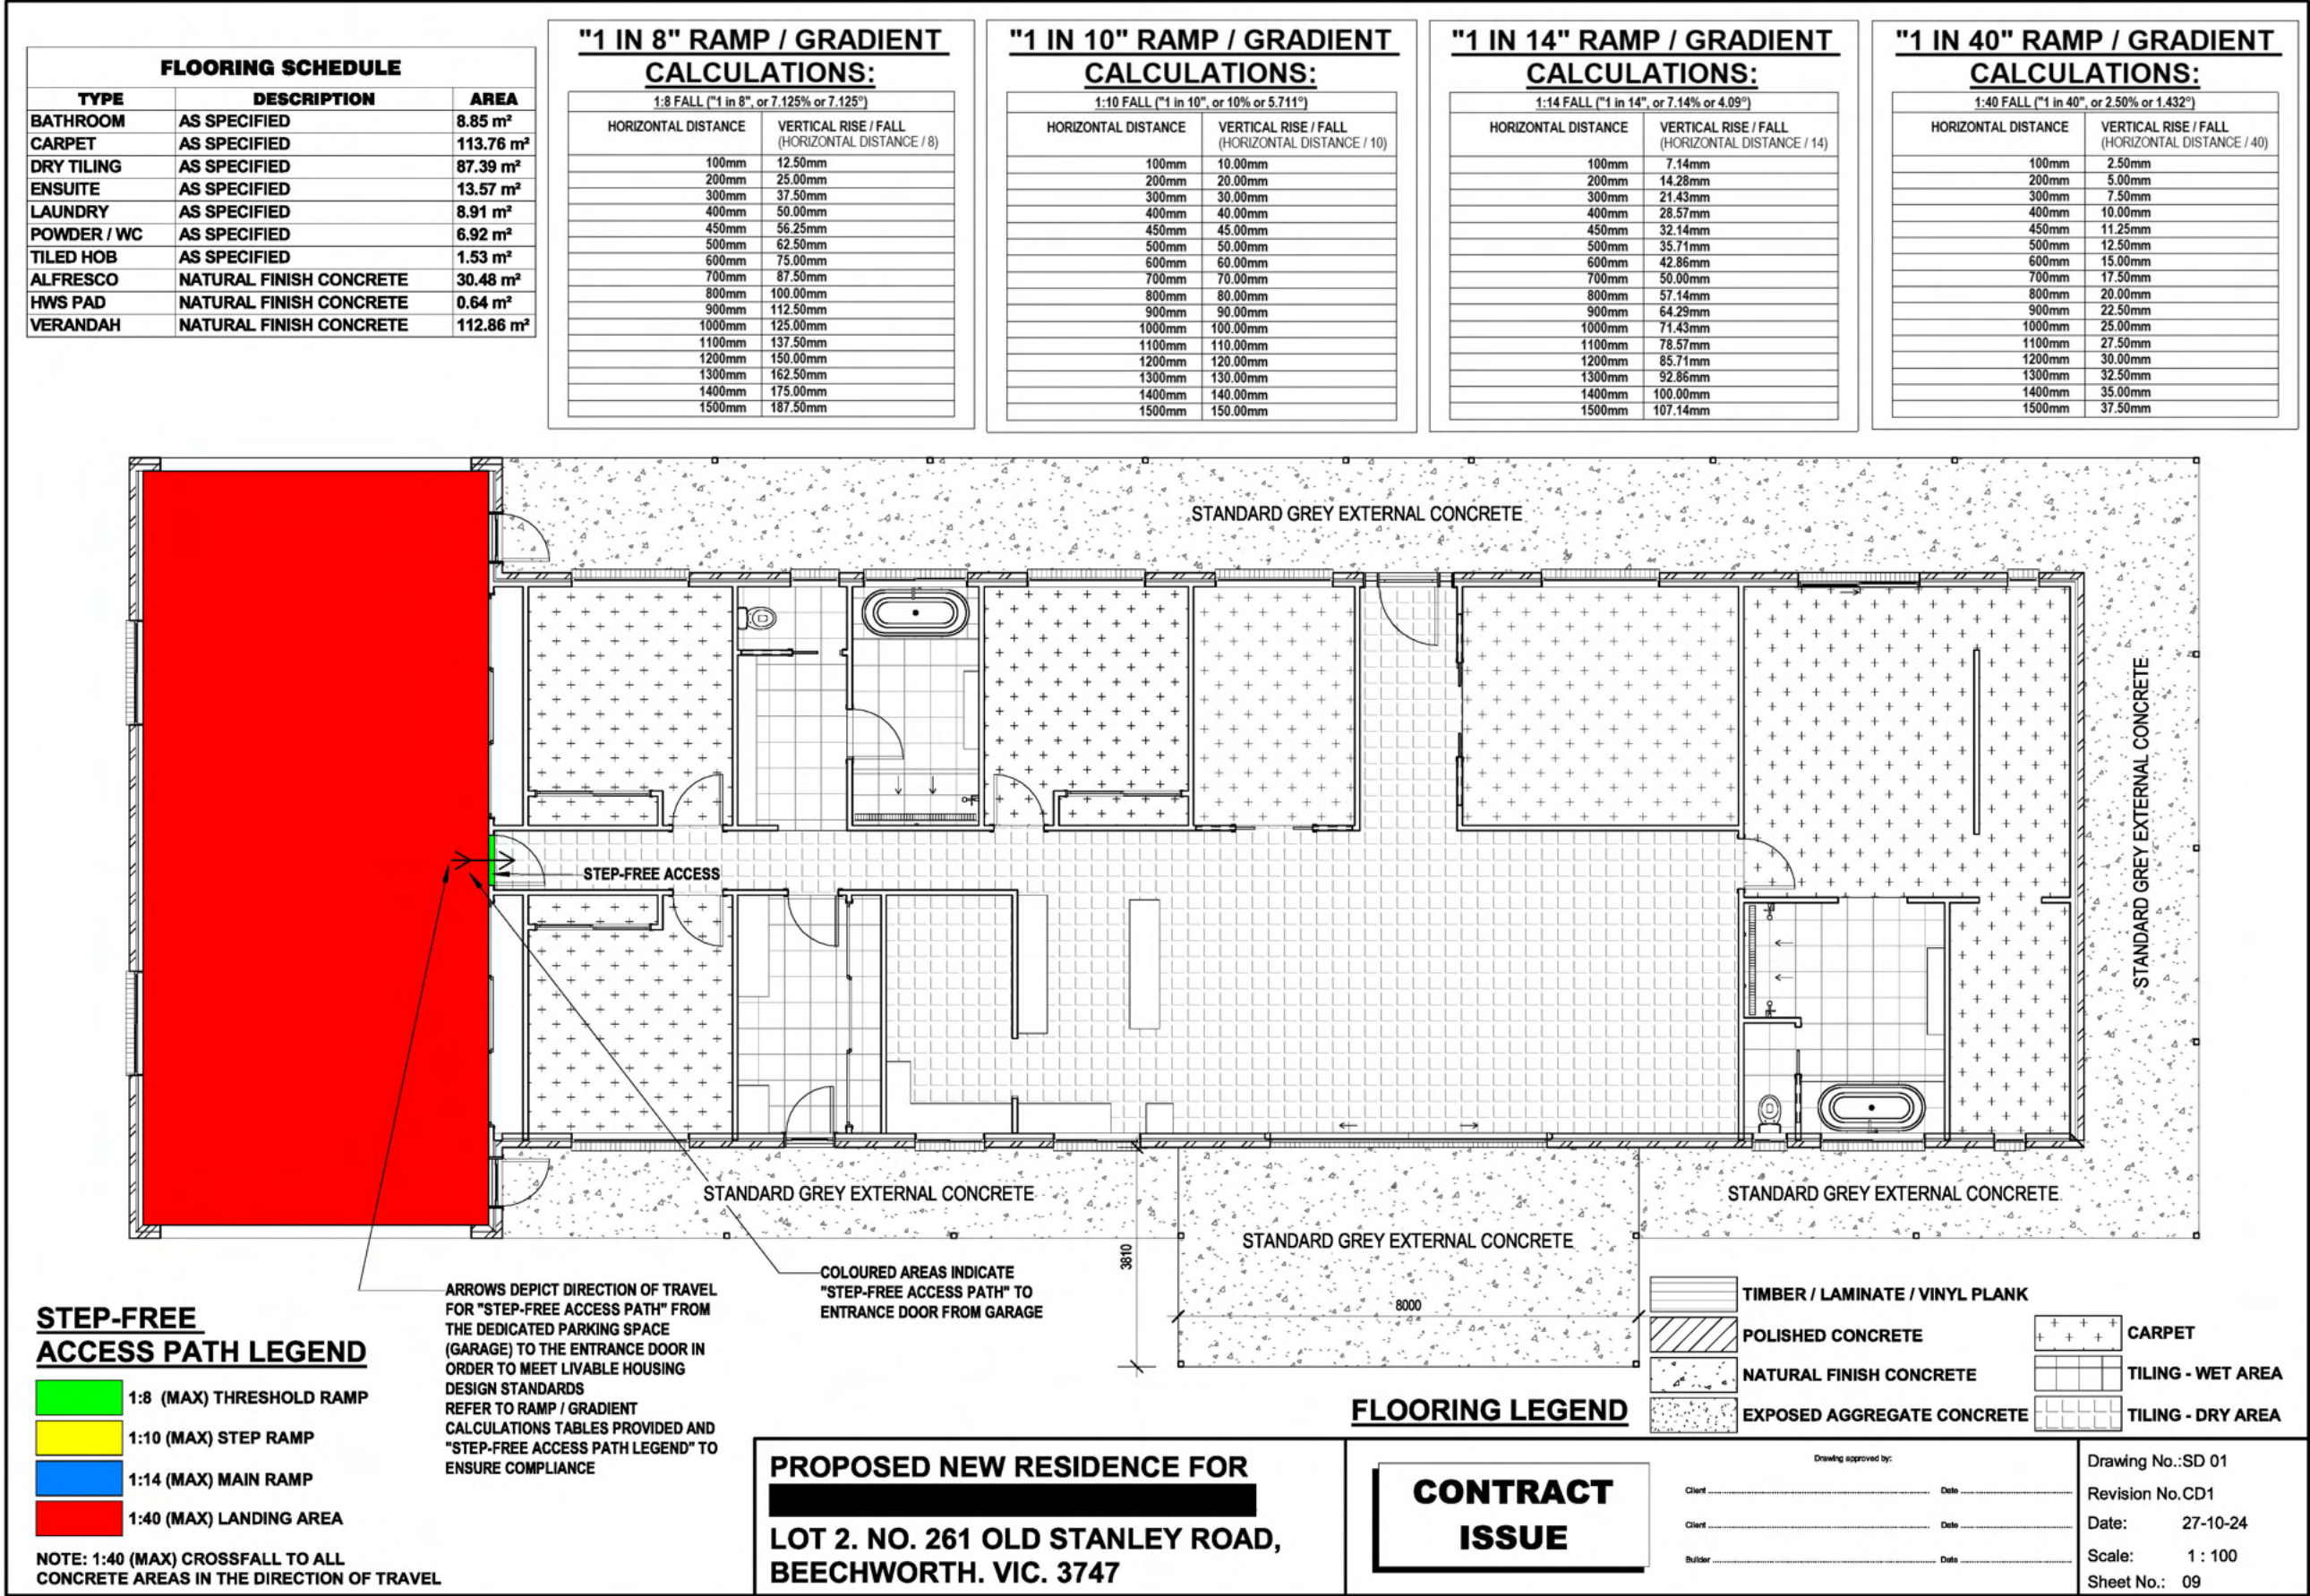 FLOORING SCHEDULE
TYPE DESCRIPTION AREA
BATHROOM AS SPECIFIED 8.85 m²
CARPET AS SPECIFIED 113.76 m²
DRY TILING AS SPECIFIED 87.39 m²
ENSUITE AS SPECIFIED 13.57 m²
LAUNDRY AS SPECIFIED 8.91 m²
POWDER / WC AS SPECIFIED 6.92 m²
TILED HOB AS SPECIFIED 1.53 m²
ALFRESCO NATURAL FINISH CONCRETE 30.48 m²
HWS PAD NATURAL FINISH CONCRETE 0.64 m²
VERANDAH NATURAL FINISH CONCRETE 112.86 m²
"1 IN 8" RAMP / GRADIENT
CALCULATIONS:
1:8 FALL ("1 in 8", or 7.125% or 7.125°)
HORIZONTAL DISTANCE VERTICAL RISE / FALL
(HORIZONTAL DISTANCE / 8)
100mm 12.50mm
200mm 25.00mm
300mm 37.50mm
400mm 50.00mm
450mm 56.25mm
500mm 62.50mm
600mm 75.00mm
700mm 87.50mm
800mm 100.00mm
900mm 112.50mm
1000mm 125.00mm
1100mm 137.50mm
1200mm 150.00mm
1300mm 162.50mm
1400mm 175.00mm
1500mm 187.50mm
"1 IN 10" RAMP / GRADIENT
CALCULATIONS:
1:10 FALL ("1 in 10", or 10% or 5.711°)
HORIZONTAL DISTANCE VERTICAL RISE / FALL
(HORIZONTAL DISTANCE / 10)
100mm 10.00mm
200mm 20.00mm
300mm 30.00mm
400mm 40.00mm
450mm 45.00mm
500mm 50.00mm
600mm 60.00mm
700mm 70.00mm
800mm 80.00mm
900mm 90.00mm
1000mm 100.00mm
1100mm 110.00mm
1200mm 120.00mm
1300mm 130.00mm
1400mm 140.00mm
1500mm 150.00mm
"1 IN 14" RAMP / GRADIENT
CALCULATIONS:
1:14 FALL ("1 in 14", or 7.14% or 4.09°)
HORIZONTAL DISTANCE VERTICAL RISE / FALL
(HORIZONTAL DISTANCE / 14)
100mm 7.14mm
200mm 14.28mm
300mm 21.43mm
400mm 28.57mm
450mm 32.14mm
500mm 35.71mm
600mm 42.86mm
700mm 50.00mm
800mm 57.14mm
900mm 64.29mm
1000mm 71.43mm
1100mm 78.57mm
1200mm 85.71mm
1300mm 92.86mm
1400mm 100.00mm
1500mm 107.14mm
"1 IN 40" RAMP / GRADIENT
CALCULATIONS:
1:40 FALL ("1 in 40", or 2.50% or 1.432°)
HORIZONTAL DISTANCE VERTICAL RISE / FALL
(HORIZONTAL DISTANCE / 40)
100mm 2.50mm
200mm 5.00mm
300mm 7.50mm
400mm 10.00mm
450mm 11.25mm
500mm 12.50mm
600mm 15.00mm
700mm 17.50mm
800mm 20.00mm
900mm 22.50mm
1000mm 25.00mm
1100mm 27.50mm
1200mm 30.00mm
1300mm 32.50mm
1400mm 35.00mm
1500mm 37.50mm
STANDARD GREY EXTERNAL CONCRETE
STANDARD GREY EXTERNAL CONCRETE
STEP-FREE ACCESS
STANDARD GREY EXTERNAL CONCRETE
STANDARD GREY EXTERNAL CONCRETE
STANDARD GREY EXTERNAL CONCRETE
3810
8000
COLOURED AREAS INDICATE
"STEP-FREE ACCESS PATH" TO
ENTRANCE DOOR FROM GARAGE
ARROWS DEPICT DIRECTION OF TRAVEL
FOR "STEP-FREE ACCESS PATH" FROM
THE DEDICATED PARKING SPACE
(GARAGE) TO THE ENTRANCE DOOR IN
ORDER TO MEET LIVABLE HOUSING
DESIGN STANDARDS
REFER TO RAMP / GRADIENT
CALCULATIONS TABLES PROVIDED AND
"STEP-FREE ACCESS PATH LEGEND" TO
ENSURE COMPLIANCE
STEP-FREE
ACCESS PATH LEGEND
1:8 (MAX) THRESHOLD RAMP
1:10 (MAX) STEP RAMP
1:14 (MAX) MAIN RAMP
1:40 (MAX) LANDING AREA
NOTE: 1:40 (MAX) CROSSFALL TO ALL
CONCRETE AREAS IN THE DIRECTION OF TRAVEL
FLOORING LEGEND
TIMBER / LAMINATE / VINYL PLANK
POLISHED CONCRETE
NATURAL FINISH CONCRETE
EXPOSED AGGREGATE CONCRETE
CARPET
TILING - WET AREA
TILING - DRY AREA
PROPOSED NEW RESIDENCE FOR
LOT 2. NO. 261 OLD STANLEY ROAD,
BEECHWORTH. VIC. 3747
CONTRACT
ISSUE
Drawing approved by:
Client Date
Client Date
Builder Date
Drawing No.:SD 01
Revision No.CD1
Date: 27-10-24
Scale: 1 : 100
Sheet No.: 09